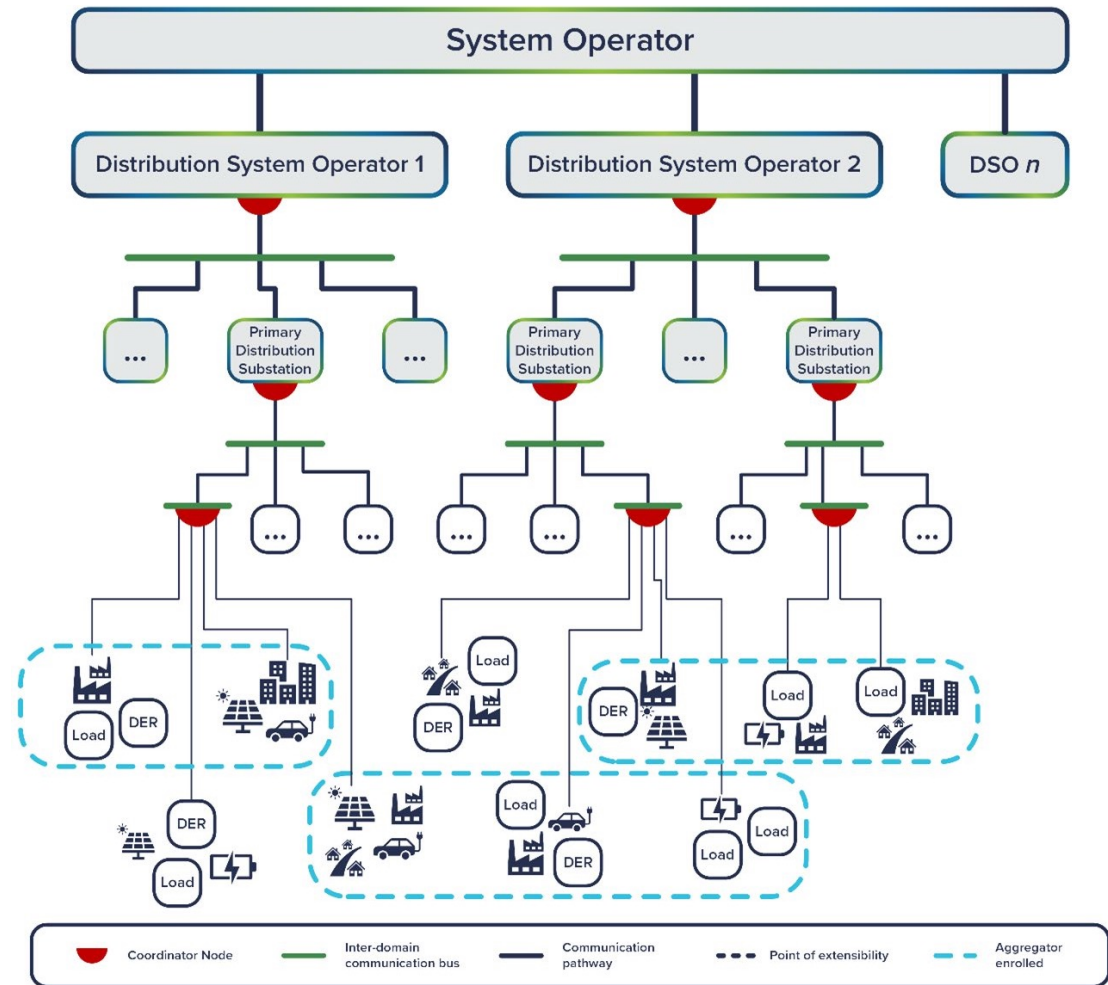 System Operator
Distribution System Operator 1
Distribution System Operator 2
DSO n
...
Primary
Distribution
Substation
...
Primary
Distribution
Substation
...
Primary
Distribution
Substation
...
...
...
...
...
...
Load
Load
DER
DER
DER
Load
Load
DER
Load
Load
DER
Load
Load
DER
Load
Coordinator Node
Inter-domain
communication bus
Communication
pathway
Point of extensibility
Aggregator
enrolled